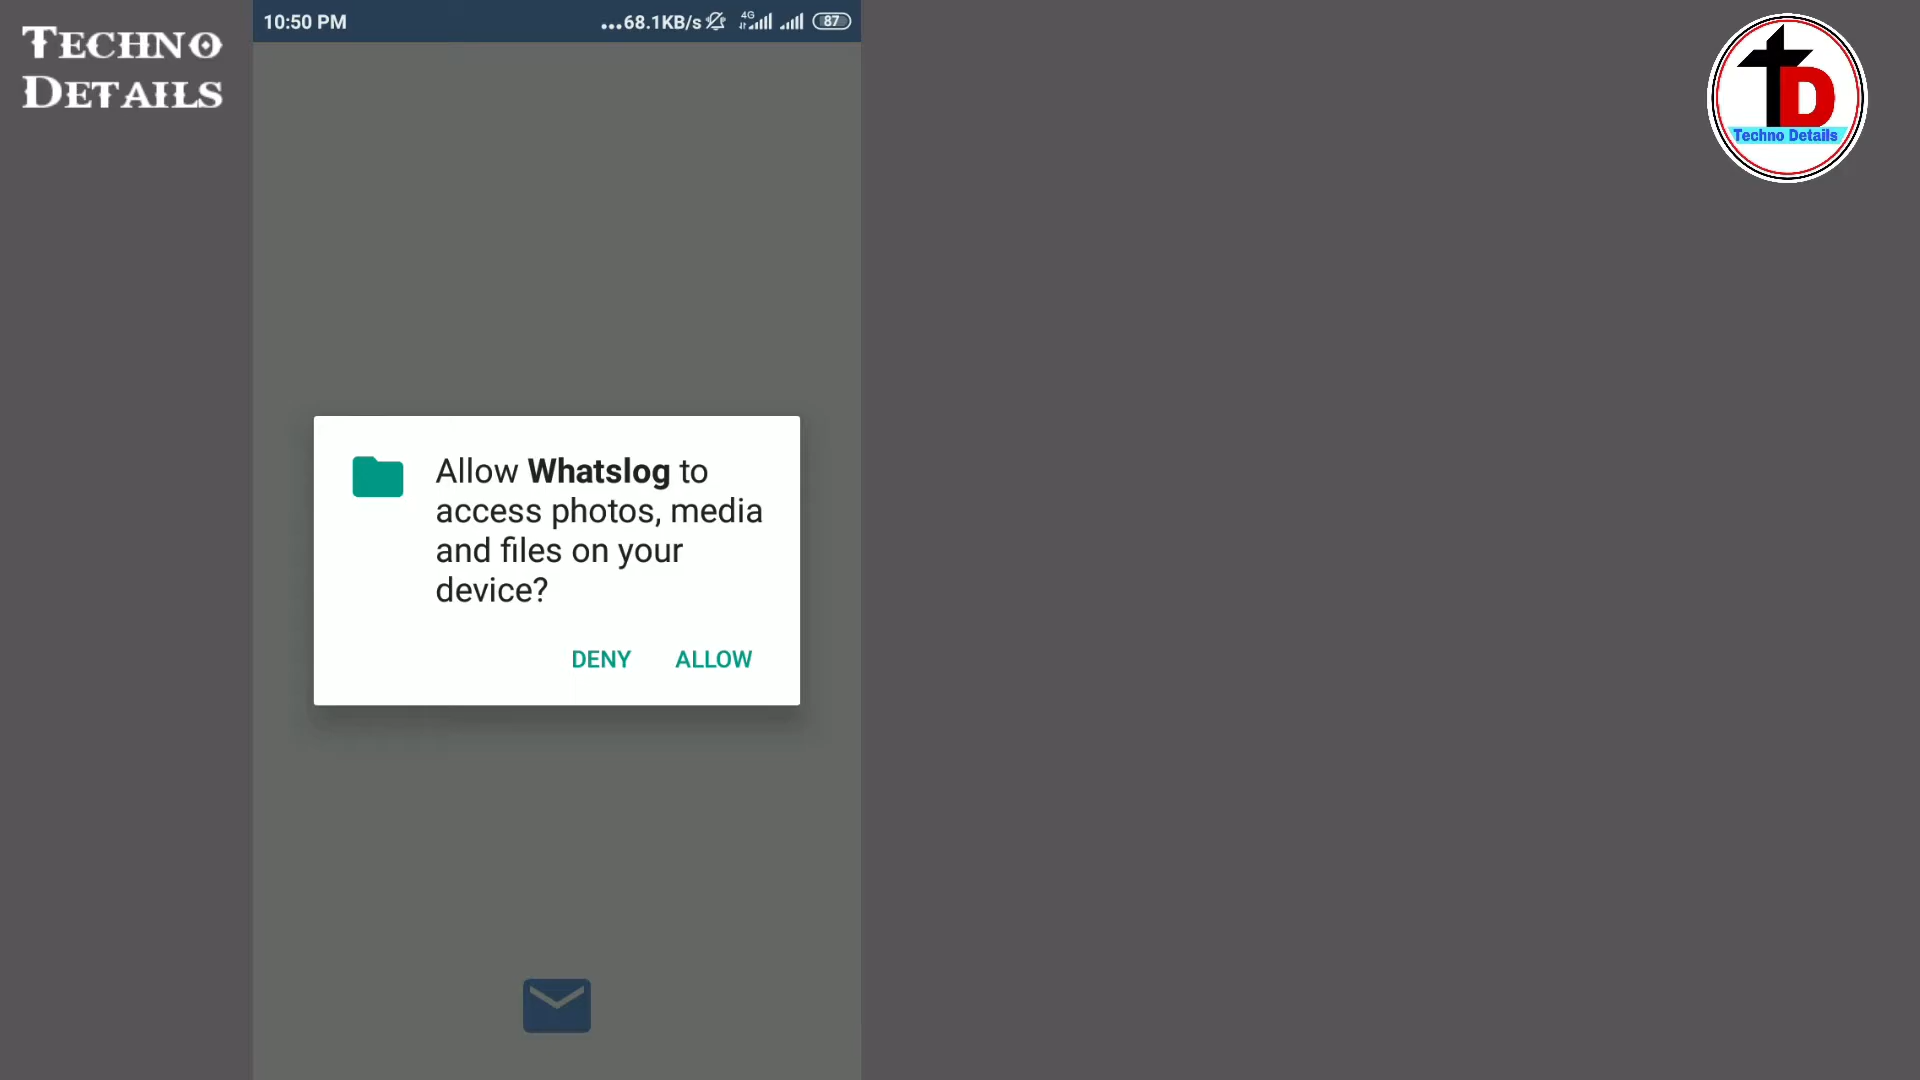 TECHNO
DETAILS
10:50 PM
...68.1KB/s
4G
87
Allow Whatslog to
access photos, media
and files on your
device?
DENY ALLOW
TD
Techno Details